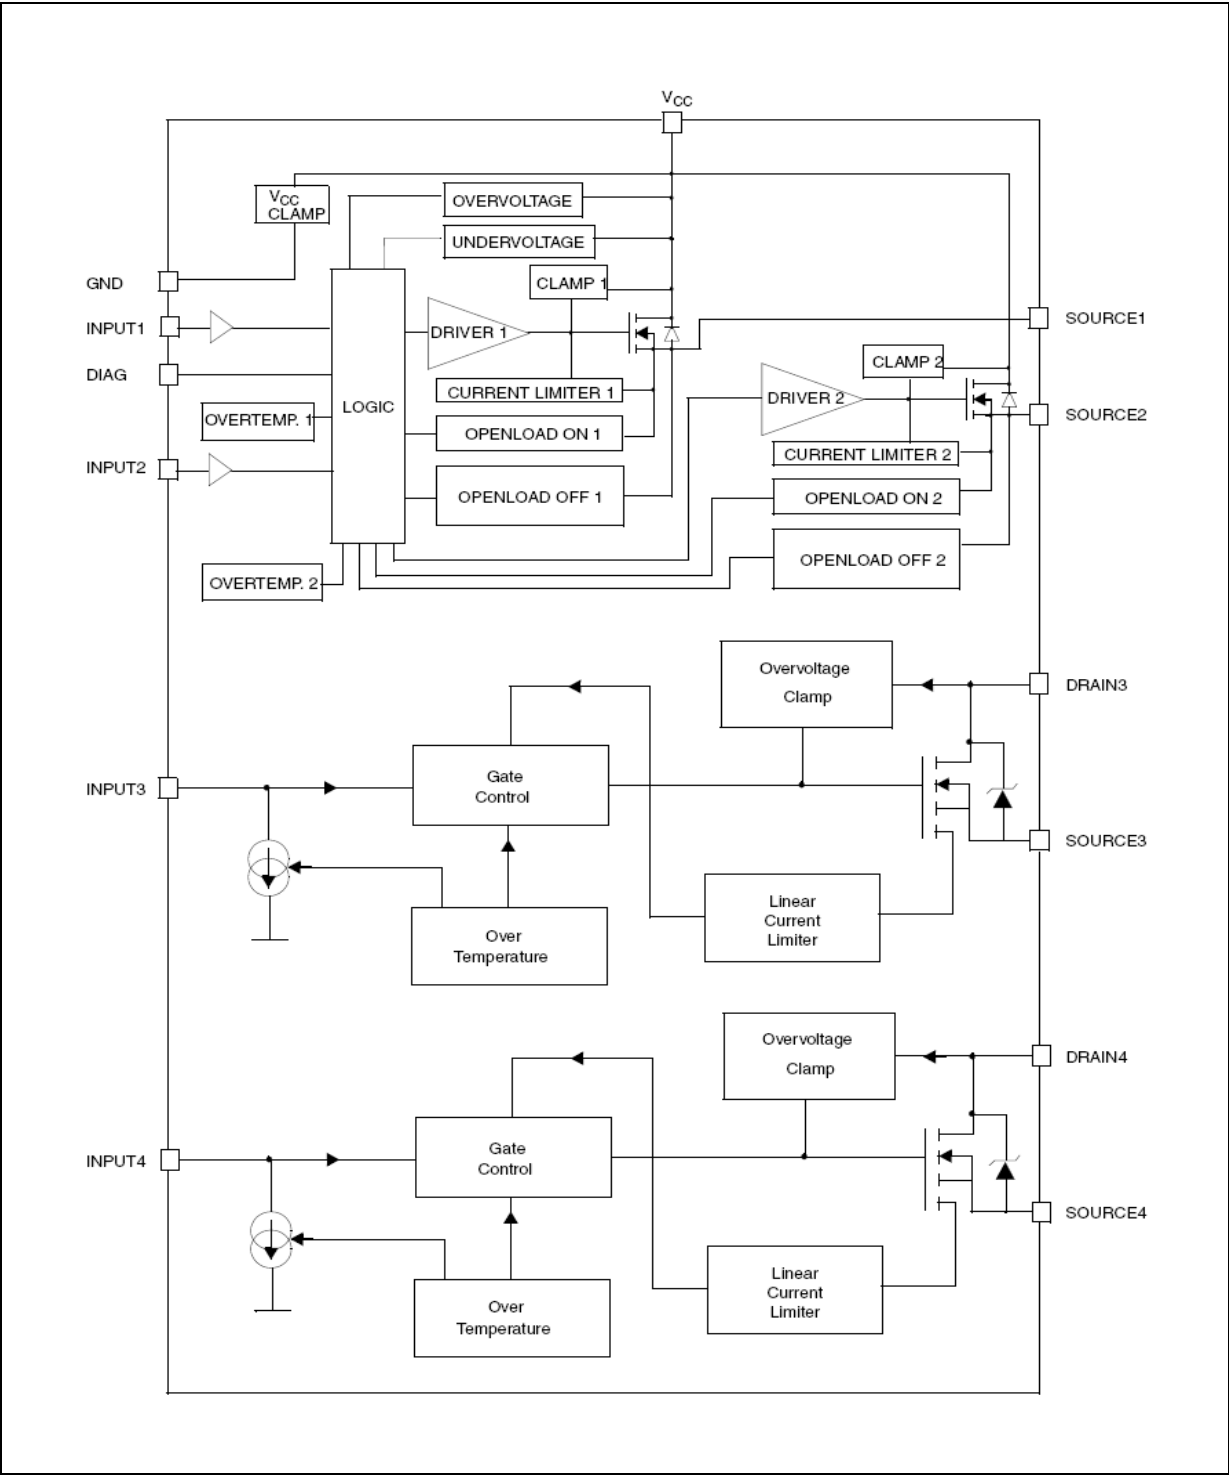 VCC
VCC
CLAMP
OVERVOLTAGE
UNDERVOLTAGE
GND
CLAMP 1
INPUT1
DRIVER 1
SOURCE1
DIAG
CLAMP 2
LOGIC
CURRENT LIMITER 1
DRIVER 2
OVERTEMP. 1
SOURCE2
OPENLOAD ON 1
CURRENT LIMITER 2
INPUT2
OPENLOAD OFF 1
OPENLOAD ON 2
OPENLOAD OFF 2
OVERTEMP. 2
Overvoltage
Clamp
DRAIN3
Gate
Control
INPUT3
SOURCE3
Linear
Current
Limiter
Over
Temperature
Overvoltage
Clamp
DRAIN4
Gate
Control
INPUT4
SOURCE4
Linear
Current
Limiter
Over
Temperature